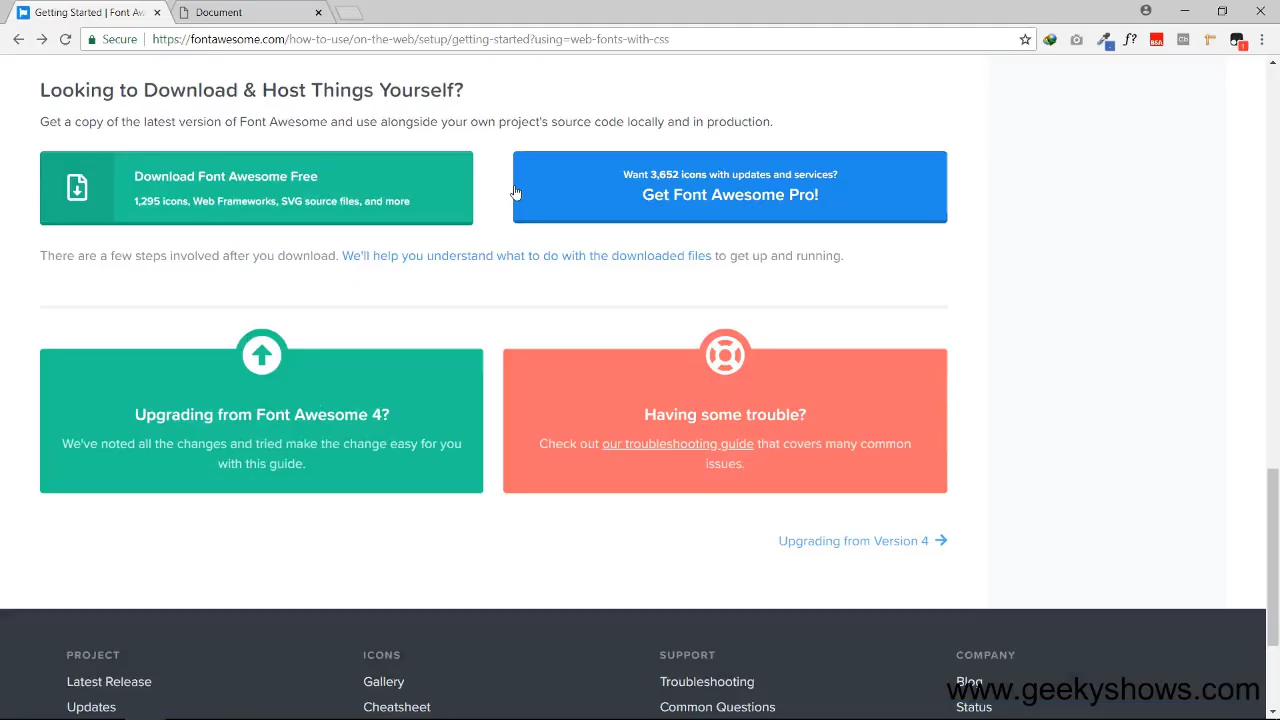 Getting Started | Font Aw
Document
Secure
https://fontawesome.com/how-to-use/on-the-web/setup/getting-started?using=web-fonts-with-css
Looking to Download & Host Things Yourself?
Get a copy of the latest version of Font Awesome and use alongside your own project's source code locally and in production.
Download Font Awesome Free
1,295 icons, Web Frameworks, SVG source files, and more
Want 3,652 icons with updates and services?
Get Font Awesome Pro!
There are a few steps involved after you download. We'll help you understand what to do with the downloaded files to get up and running.
Upgrading from Font Awesome 4?
We've noted all the changes and tried make the change easy for you
with this guide.
Having some trouble?
Check out our troubleshooting guide that covers many common
issues.
Upgrading from Version 4
PROJECT
Latest Release
Updates
ICONS
Gallery
Cheatsheet
SUPPORT
Troubleshooting
Common Questions
COMPANY
Blog
Status
www.geekyshows.com